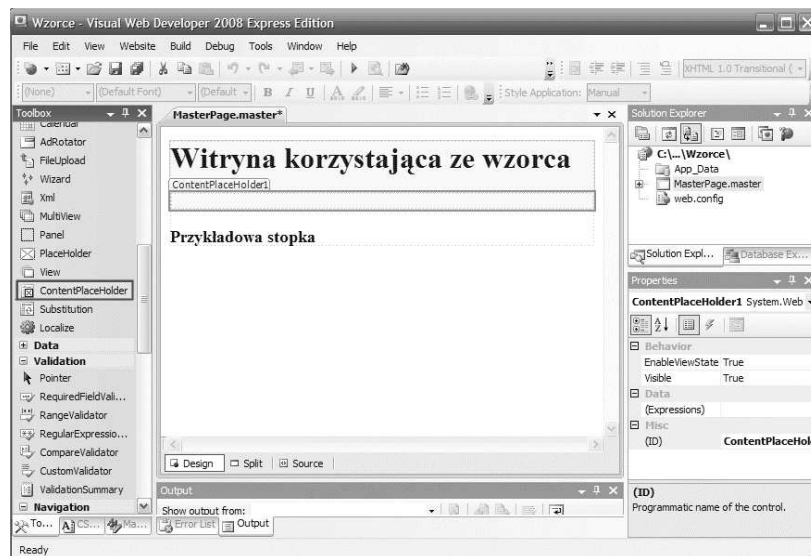 Wzorce - Visual Web Developer 2008 Express Edition
File Edit View Website Build Debug Tools Window Help
XHTML 1.0 Transitional (
(None) (Default Font) (Default B I U A Style Application: Manual
Toolbox
Calendar
AdRotator
FileUpload
Wizard
Xml
MultiView
Panel
PlaceHolder
View
ContentPlaceHolder
Substitution
Localize
Data
Validation
Pointer
RequiredFieldVali...
RangeValidator
RegularExpressio...
CompareValidator
CustomValidator
ValidationSummary
Navigation
To... CS... Ma...
MasterPage.master*
Witryna korzystająca ze wzorca
ContentPlaceHolder1
Przykładowa stopka
Design Split Source
Output
Show output from:
Error List Output
Solution Explorer
C:\...\Wzorce\
App_Data
MasterPage.master
web.config
Solution Expl... Database Ex...
Properties
ContentPlaceHolder1 System.Web
Behavior
EnableViewState True
Visible True
Data
(Expressions)
Misc
(ID) ContentPlaceHol
(ID)
Programmatic name of the control.
Ready